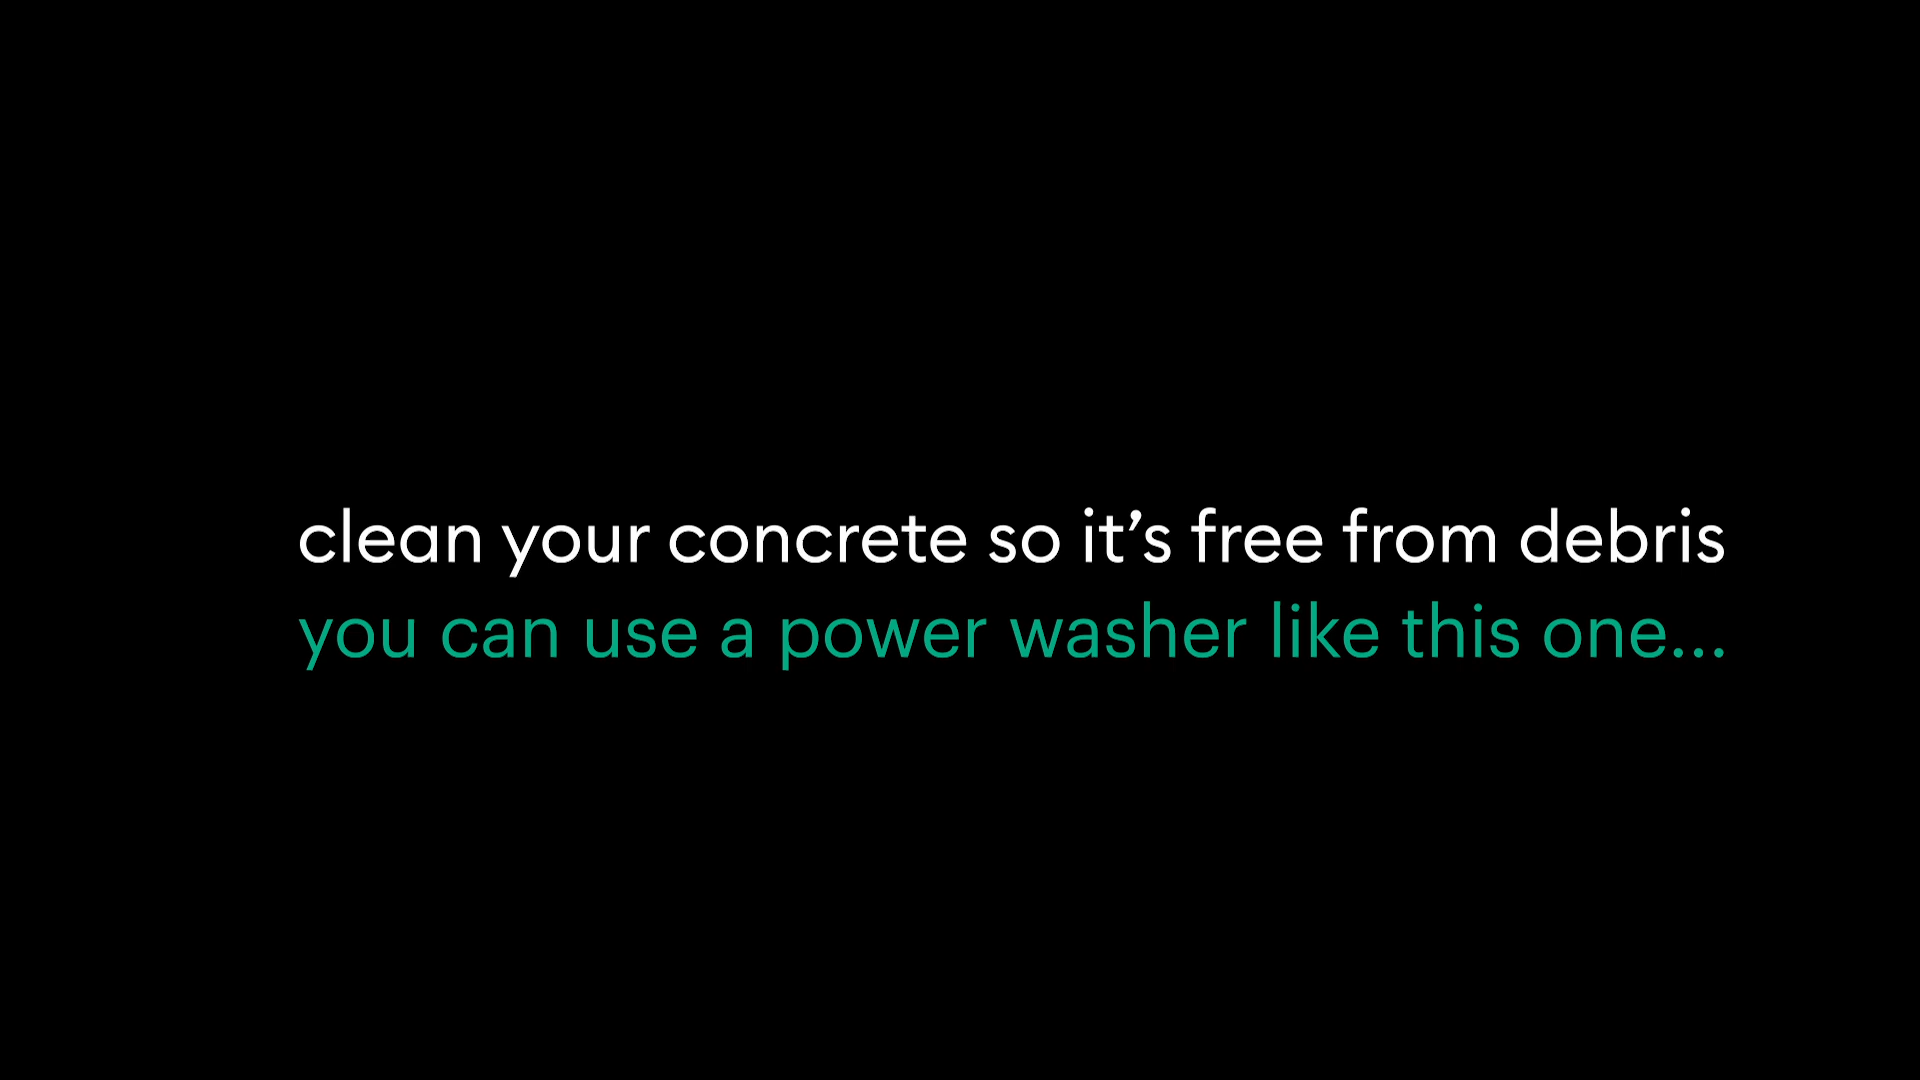 clean your concrete so it’s free from debris
you can use a power washer like this one...